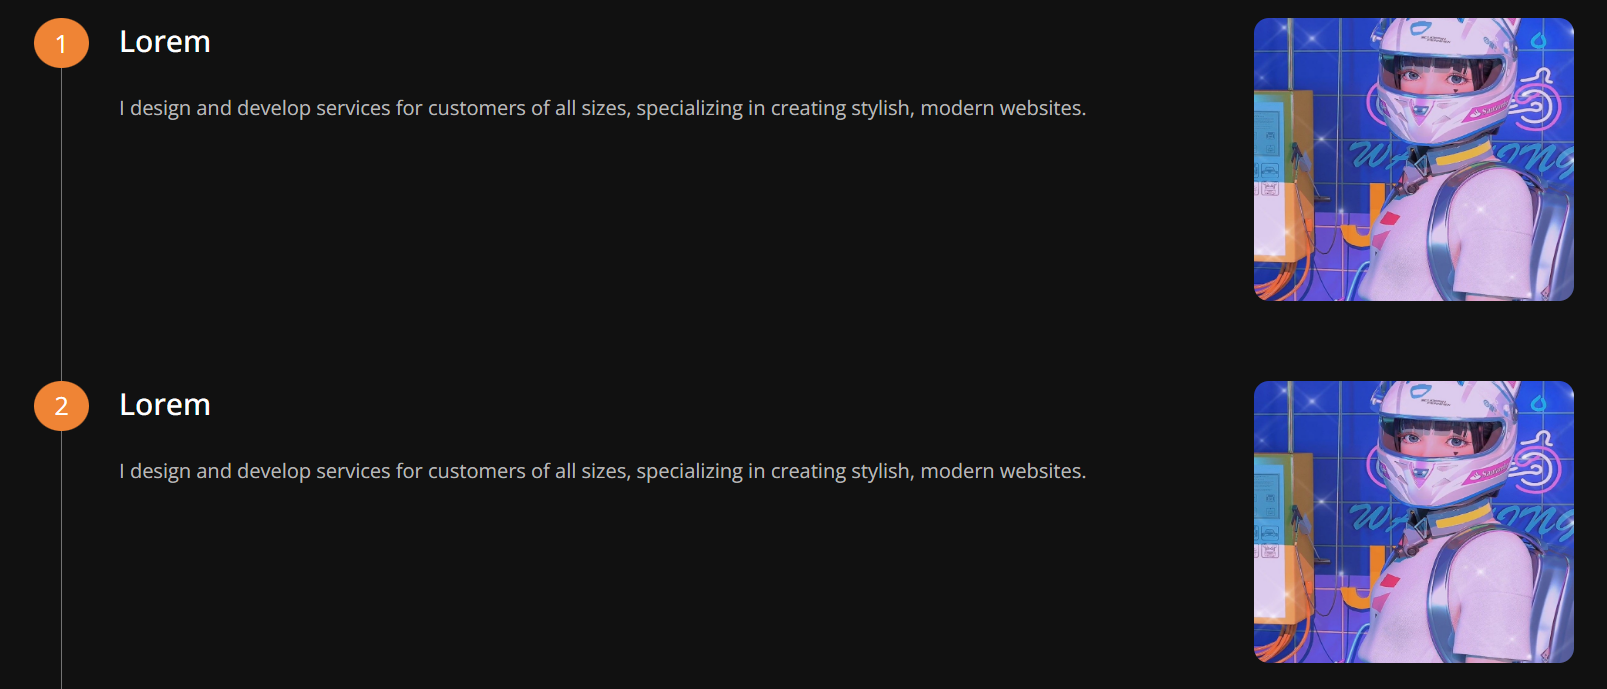 1
Lorem
I design and develop services for customers of all sizes, specializing in creating stylish, modern websites.
2
Lorem
I design and develop services for customers of all sizes, specializing in creating stylish, modern websites.